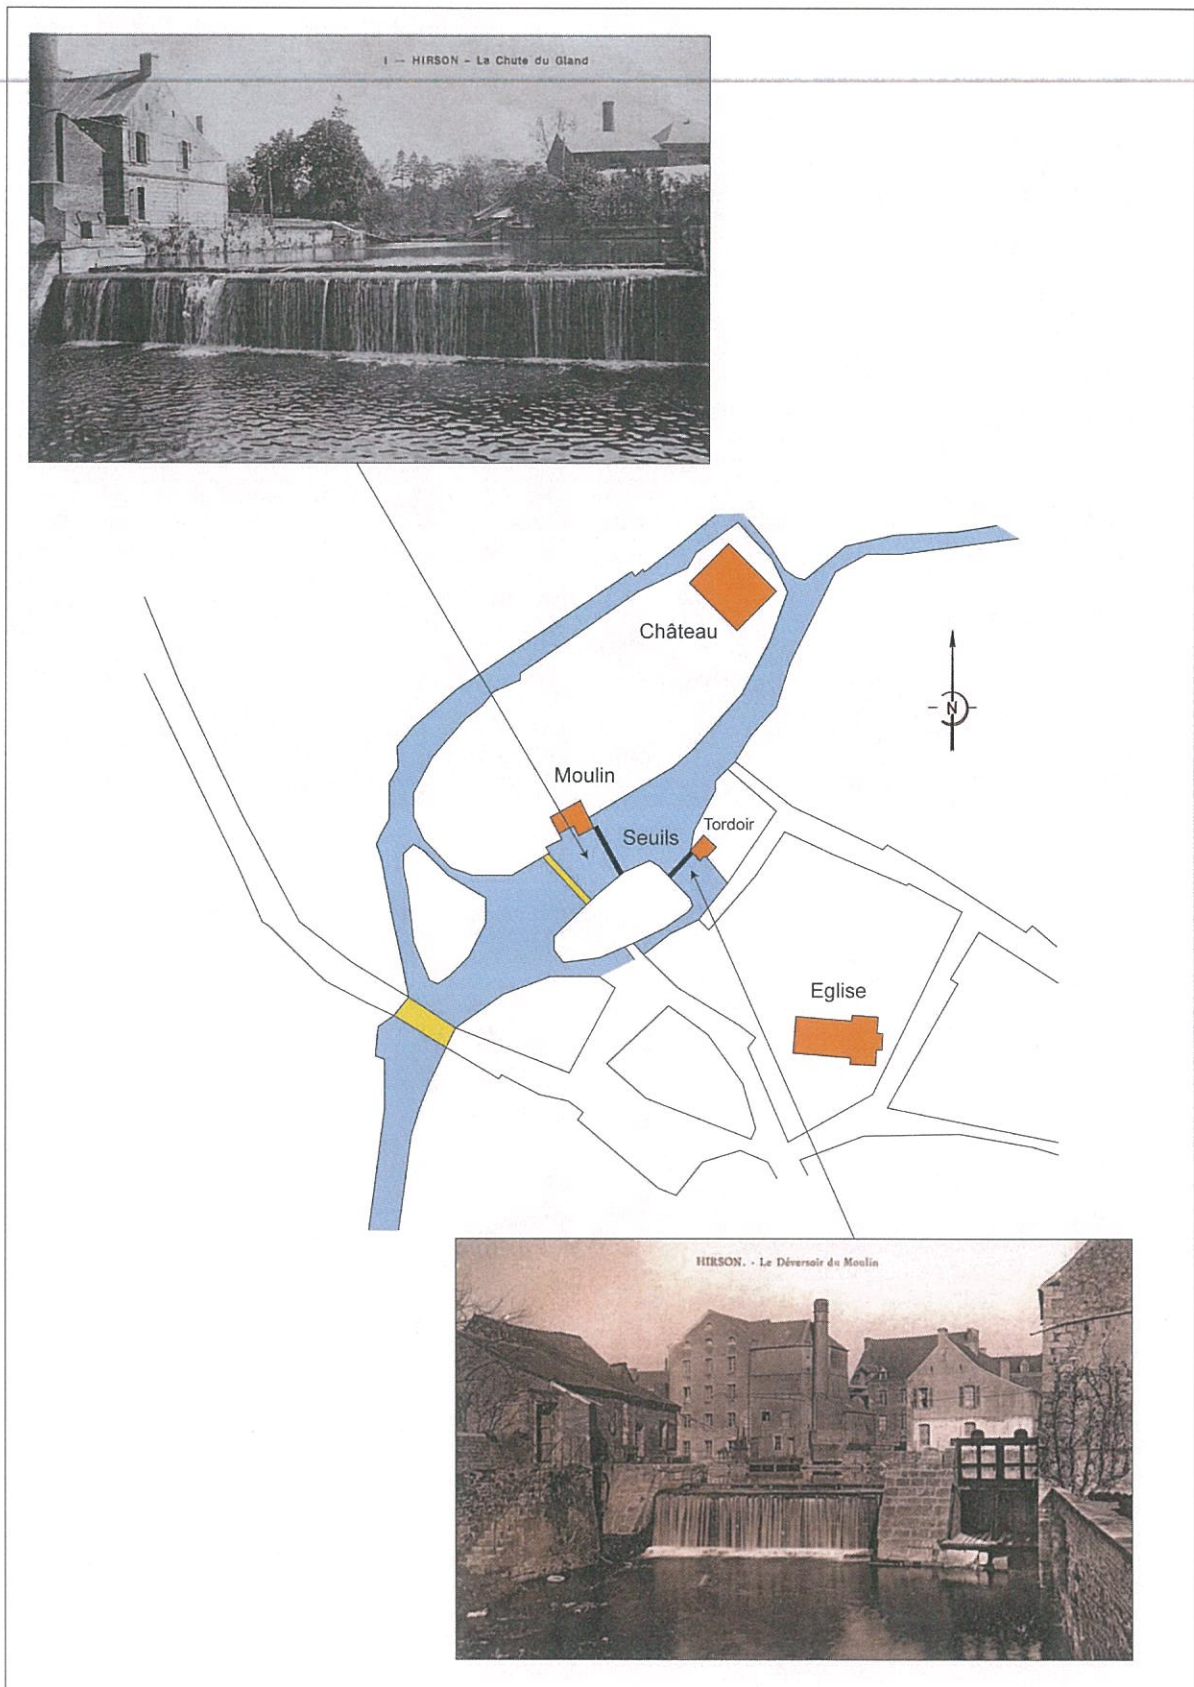 1 — HIRSON - La Chute du Gland
Château
N
Moulin
Seuils
Tordoir
Eglise
HIRSON. - Le Déversoir du Moulin